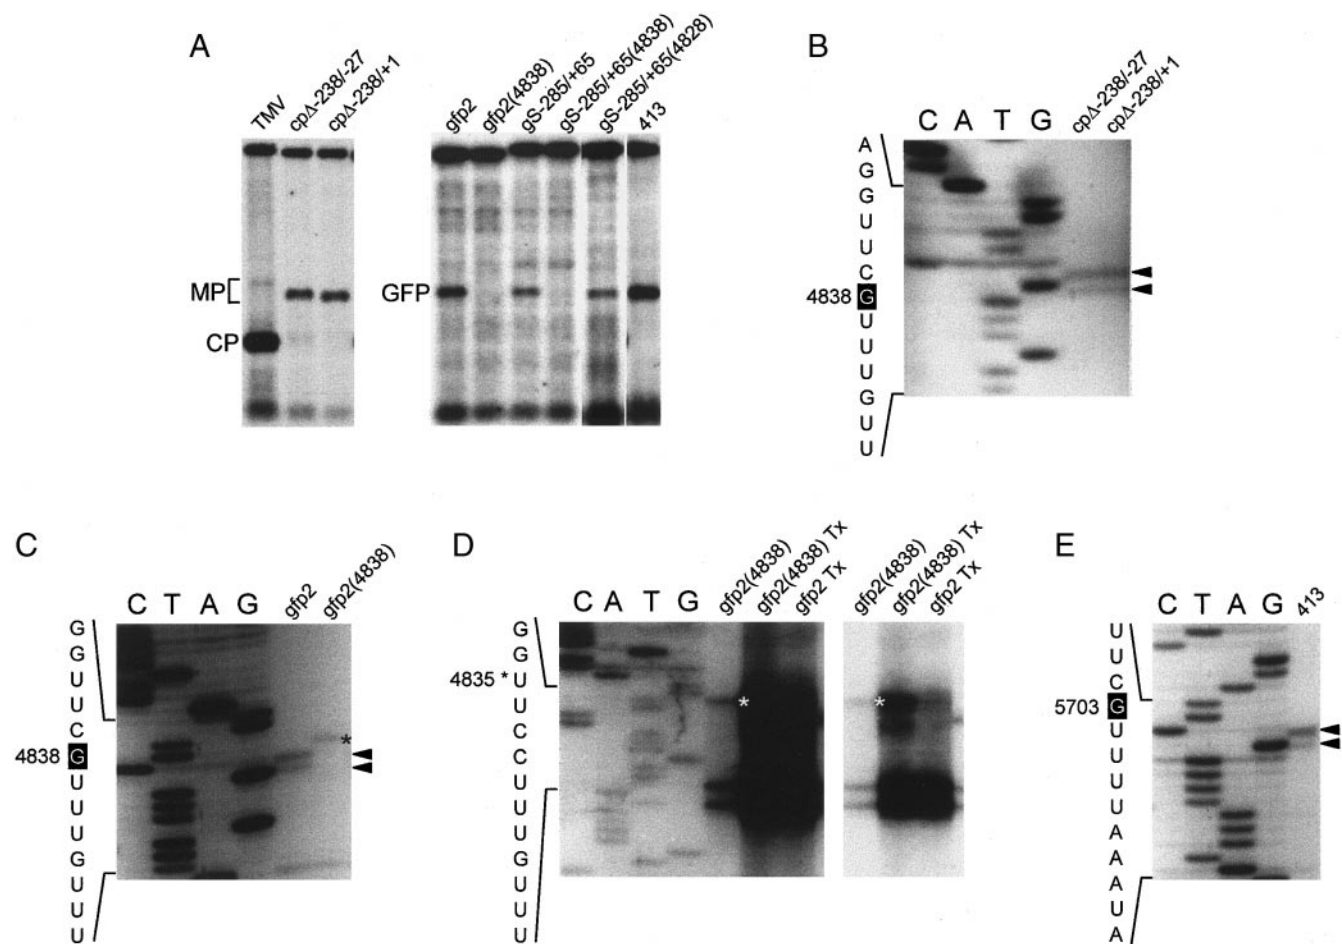 A
TMV
cpΔ-238/-27
cpΔ-238/+1
gfp2
gfp2(4838)
gS-285/+65
gS-285/+65(4838)
gS-285/+65(4828)
413
MP
CP
GFP
B
C A T G
cpΔ-238/-27
cpΔ-238/+1
A
G
G
U
U
C
4838 G
U
U
U
G
U
U
C
C T A G
gfp2
gfp2(4838)
G
G
U
U
C
4838 G
U
U
U
G
U
U
U
*
D
C A T G
gfp2(4838)
gfp2(4838) Tx
gfp2 Tx
gfp2(4838)
gfp2(4838) Tx
gfp2 Tx
G
G
4835 * U
U
C
C
U
U
U
G
U
U
U
*
*
E
C T A G
413
U
U
C
5703 G
U
U
U
U
A
A
A
U
A